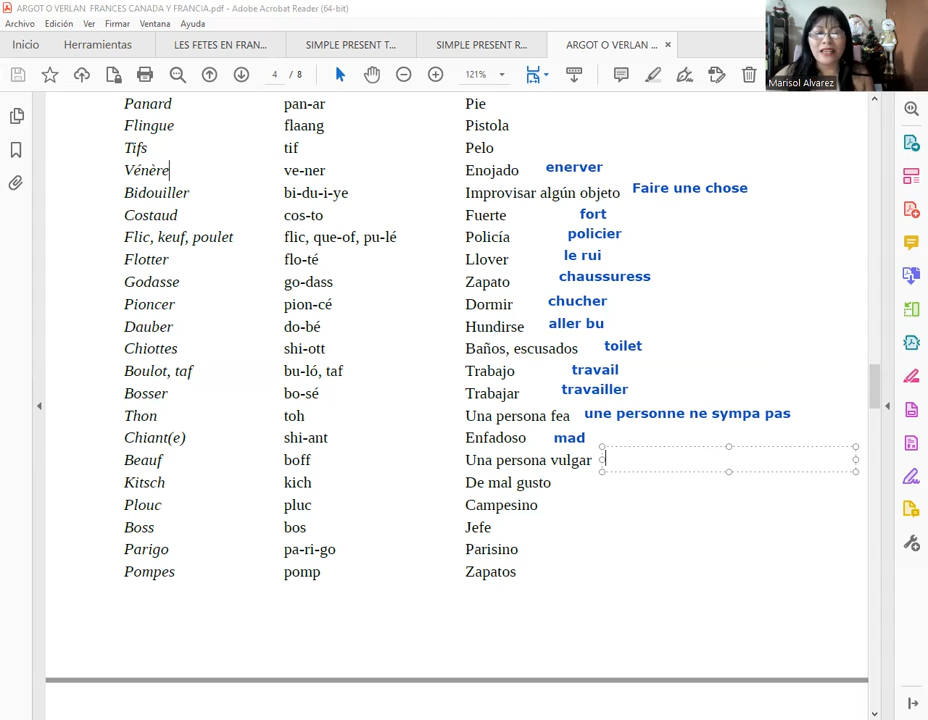 ARGOT O VERLAN FRANCES CANADA Y FRANCIA.pdf - Adobe Acrobat Reader (64-bit)
Archivo Edición Ver Firmar Ventana Ayuda
Inicio Herramientas LES FETES EN FRAN... SIMPLE PRESENT T... SIMPLE PRESENT R... ARGOT O VERLAN ... ×
4 / 8 121%
Marisol Alvarez
Panard pan-ar Pie
Flingue flaang Pistola
Tifs tif Pelo
Vénère ve-ner Enojado enerver
Bidouiller bi-du-i-ye Improvisar algún objeto Faire une chose
Costaud cos-to Fuerte fort
Flic, keuf, poulet flic, que-of, pu-lé Policía policier
Flotter flo-té Llover le rui
Godasse go-dass Zapato chaussuress
Pioncer pion-cé Dormir chucher
Dauber do-bé Hundirse aller bu
Chiottes shi-ott Baños, escusados toilet
Boulot, taf bu-ló, taf Trabajo travail
Bosser bo-sé Trabajar travailler
Thon toh Una persona fea une personne ne sympa pas
Chiant(e) shi-ant Enfadoso mad
Beauf boff Una persona vulgar
Kitsch kich De mal gusto
Plouc pluc Campesino
Boss bos Jefe
Parigo pa-ri-go Parisino
Pompes pomp Zapatos